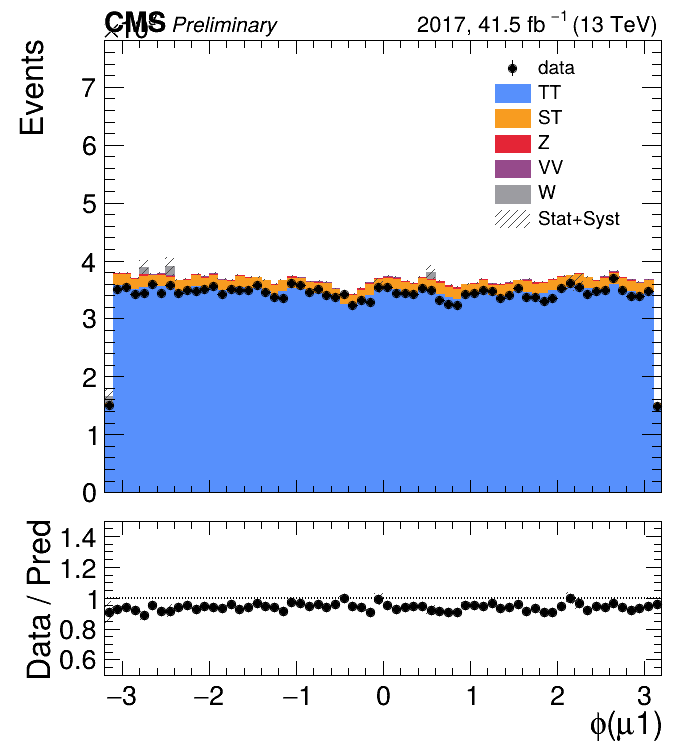 CMS Preliminary 2017, 41.5 fb⁻¹ (13 TeV)
Events
7
6
5
4
3
2
1
0
data
TT
ST
Z
VV
W
Stat+Syst
Data / Pred
1.4
1.2
1
0.8
0.6
−3 −2 −1 0 1 2 3
ϕ(μ1)